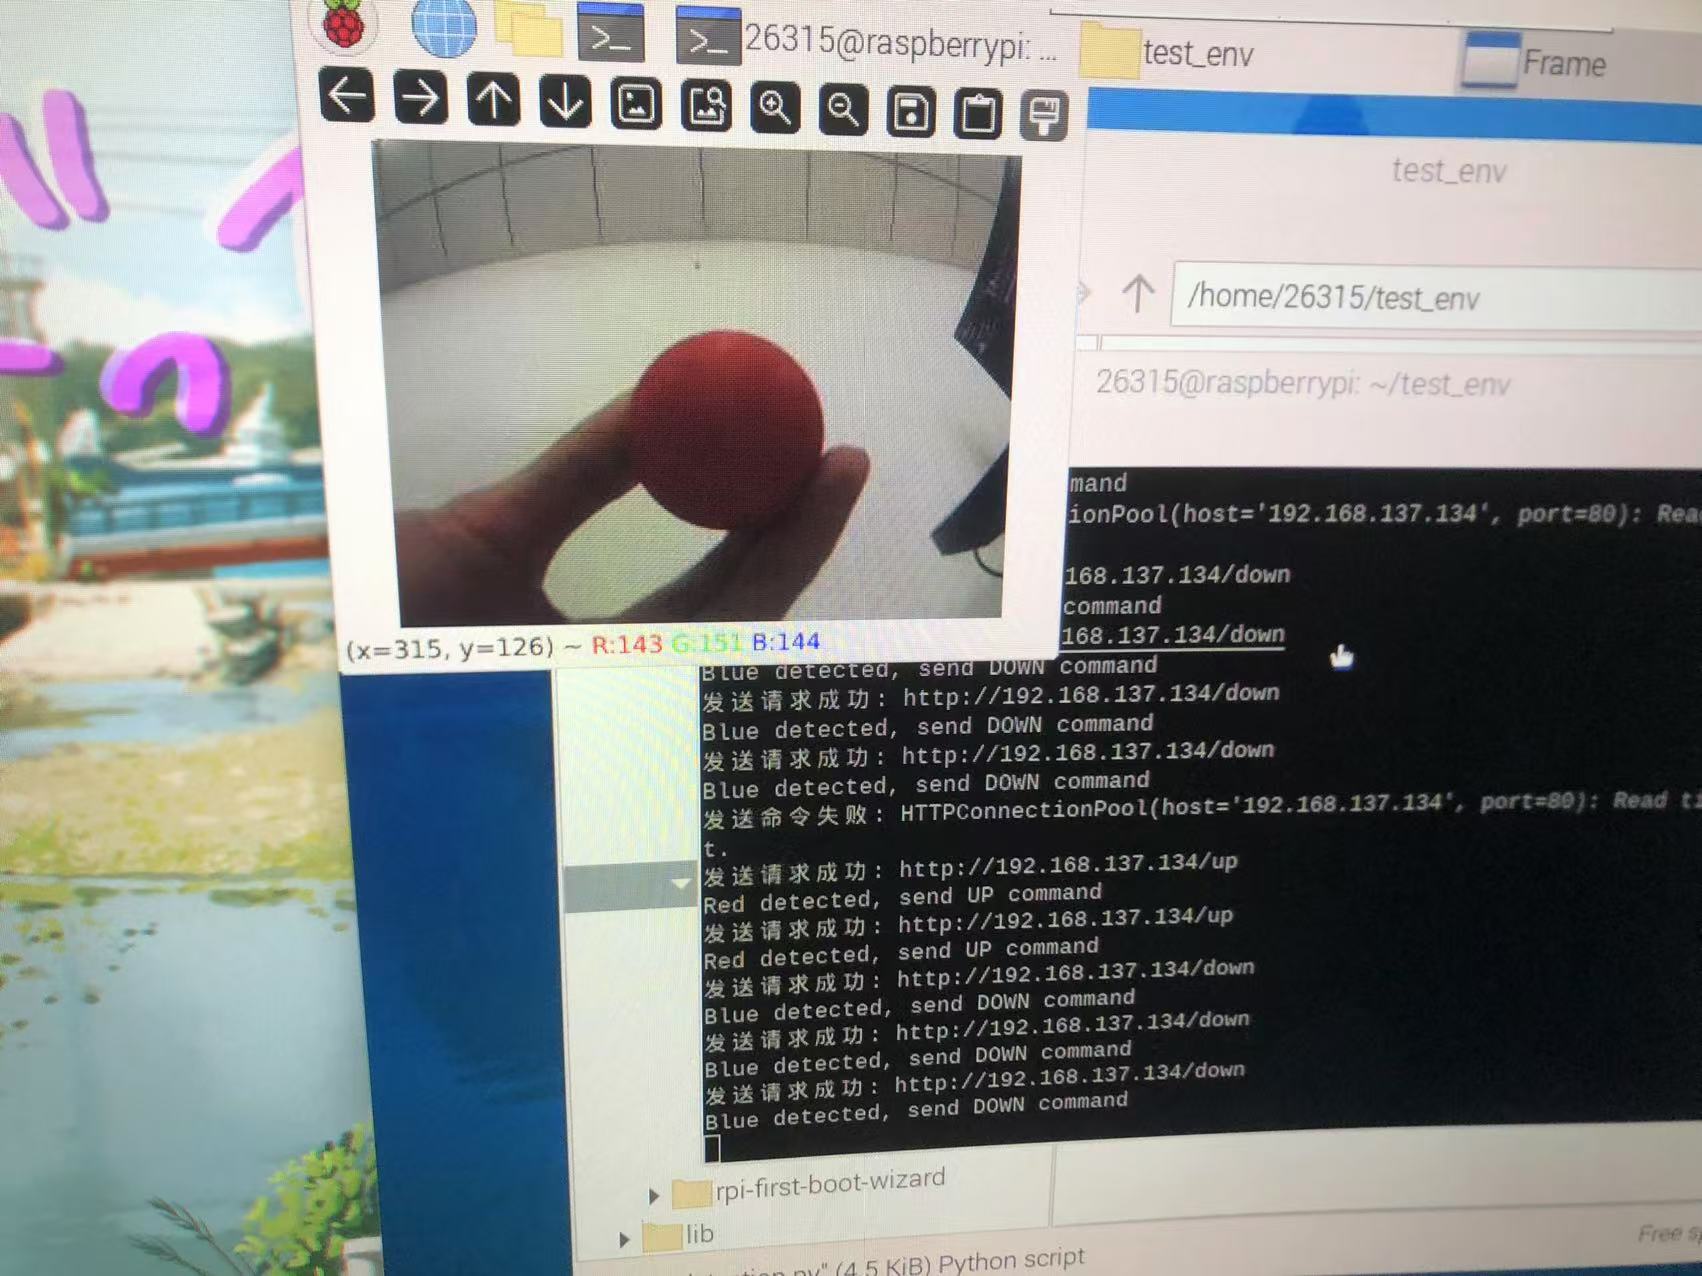 26315@raspberrypi: ...
test_env
Frame
test_env
/home/26315/test_env
26315@raspberrypi: ~/test_env
(x=315, y=126) ~ R:143 G:151 B:144
mand
ionPool(host='192.168.137.134', port=80): Rea
168.137.134/down
command
168.137.134/down
Blue detected, send DOWN command
发送请求成功: http://192.168.137.134/down
Blue detected, send DOWN command
发送请求成功: http://192.168.137.134/down
Blue detected, send DOWN command
发送命令失败: HTTPConnectionPool(host='192.168.137.134', port=80): Read ti
t.
发送请求成功: http://192.168.137.134/up
Red detected, send UP command
发送请求成功: http://192.168.137.134/up
Red detected, send UP command
发送请求成功: http://192.168.137.134/down
Blue detected, send DOWN command
发送请求成功: http://192.168.137.134/down
Blue detected, send DOWN command
发送请求成功: http://192.168.137.134/down
Blue detected, send DOWN command
rpi-first-boot-wizard
lib
(4.5 KiB) Python script
Free